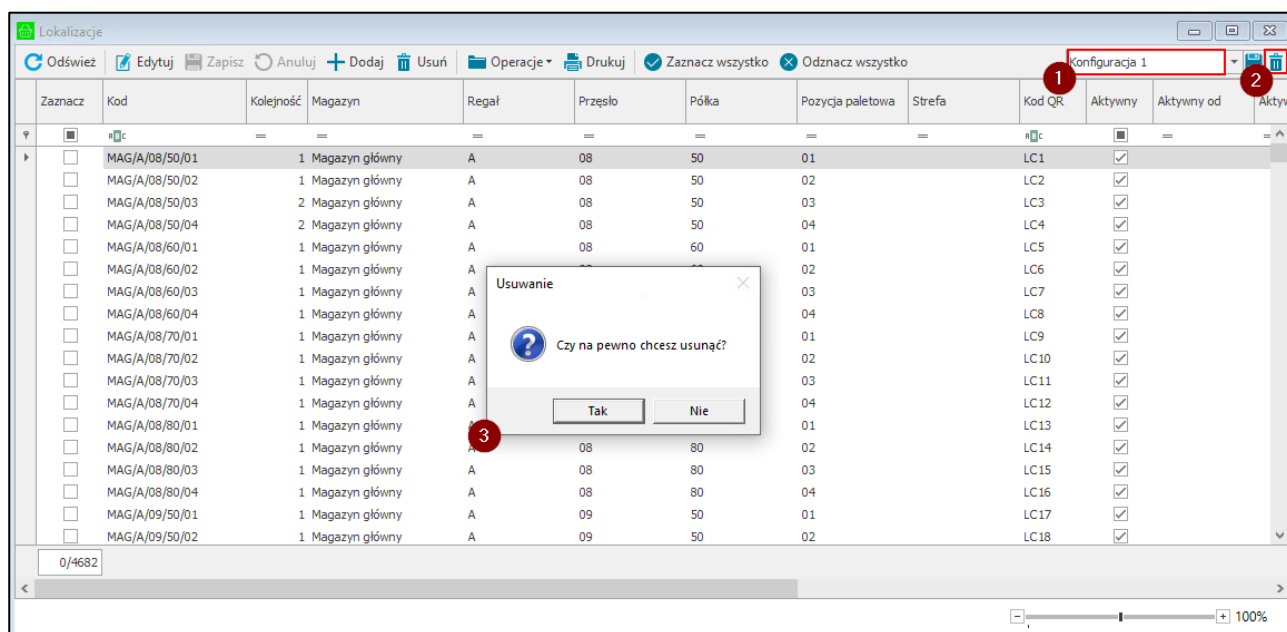 Lokalizacje
Odśwież Edytuj Zapisz Anuluj Dodaj Usuń Operacje Drukuj Zaznacz wszystko Odznacz wszystko Konfiguracja 1
1 2
Zaznacz Kod Kolejność Magazyn Regał Przęsło Półka Pozycja paletowa Strefa Kod QR Aktywny Aktywny od Aktyw
= = = = = = = = =
MAG/A/08/50/01 1 Magazyn główny A 08 50 01 LC1
MAG/A/08/50/02 1 Magazyn główny A 08 50 02 LC2
MAG/A/08/50/03 2 Magazyn główny A 08 50 03 LC3
MAG/A/08/50/04 2 Magazyn główny A 08 50 04 LC4
MAG/A/08/60/01 1 Magazyn główny A 08 60 01 LC5
MAG/A/08/60/02 1 Magazyn główny A 02 LC6
MAG/A/08/60/03 1 Magazyn główny A 03 LC7
MAG/A/08/60/04 1 Magazyn główny A 04 LC8
MAG/A/08/70/01 1 Magazyn główny A 01 LC9
MAG/A/08/70/02 1 Magazyn główny A 02 LC10
MAG/A/08/70/03 1 Magazyn główny A 03 LC11
MAG/A/08/70/04 1 Magazyn główny A 04 LC12
MAG/A/08/80/01 1 Magazyn główny 01 LC13
MAG/A/08/80/02 1 Magazyn główny 08 80 02 LC14
MAG/A/08/80/03 1 Magazyn główny A 08 80 03 LC15
MAG/A/08/80/04 1 Magazyn główny A 08 80 04 LC16
MAG/A/09/50/01 1 Magazyn główny A 09 50 01 LC17
MAG/A/09/50/02 1 Magazyn główny A 09 50 02 LC18
Usuwanie
Czy na pewno chcesz usunąć?
Tak Nie
3
0/4682
100%